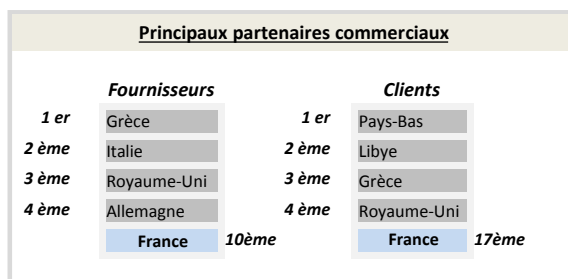 Principaux partenaires commerciaux
Fournisseurs Clients
1 er Grèce 1 er Pays-Bas
2 ème Italie 2 ème Libye
3 ème Royaume-Uni 3 ème Grèce
4 ème Allemagne 4 ème Royaume-Uni
France 10ème France 17ème